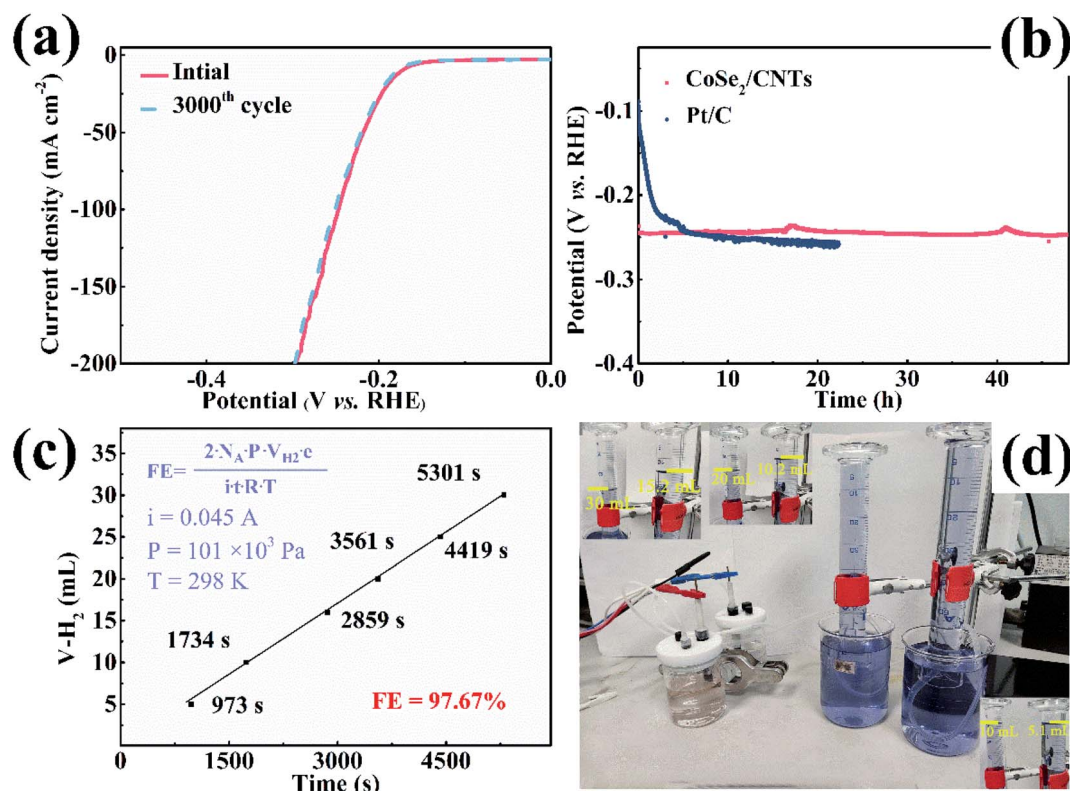 (a)
0
-50
-100
-150
-200
Current density (mA cm⁻²)
Intial
3000ᵗʰ cycle
-0.4
-0.2
0.0
Potential (V vs. RHE)
(b)
-0.1
-0.2
-0.3
-0.4
Potential (V vs. RHE)
CoSe₂/CNTs
Pt/C
0
10
20
30
40
Time (h)
(c)
35
30
25
20
15
10
5
V-H₂ (mL)
FE= 2·N_A·P·V_H2·e / i·t·R·T
i = 0.045 A
P = 101 ×10³ Pa
T = 298 K
5301 s
3561 s
4419 s
1734 s
2859 s
973 s
FE = 97.67%
0
1500
3000
4500
Time (s)
(d)
30 mL
15.2 mL
20 mL
10.2 mL
10 mL
5.1 mL